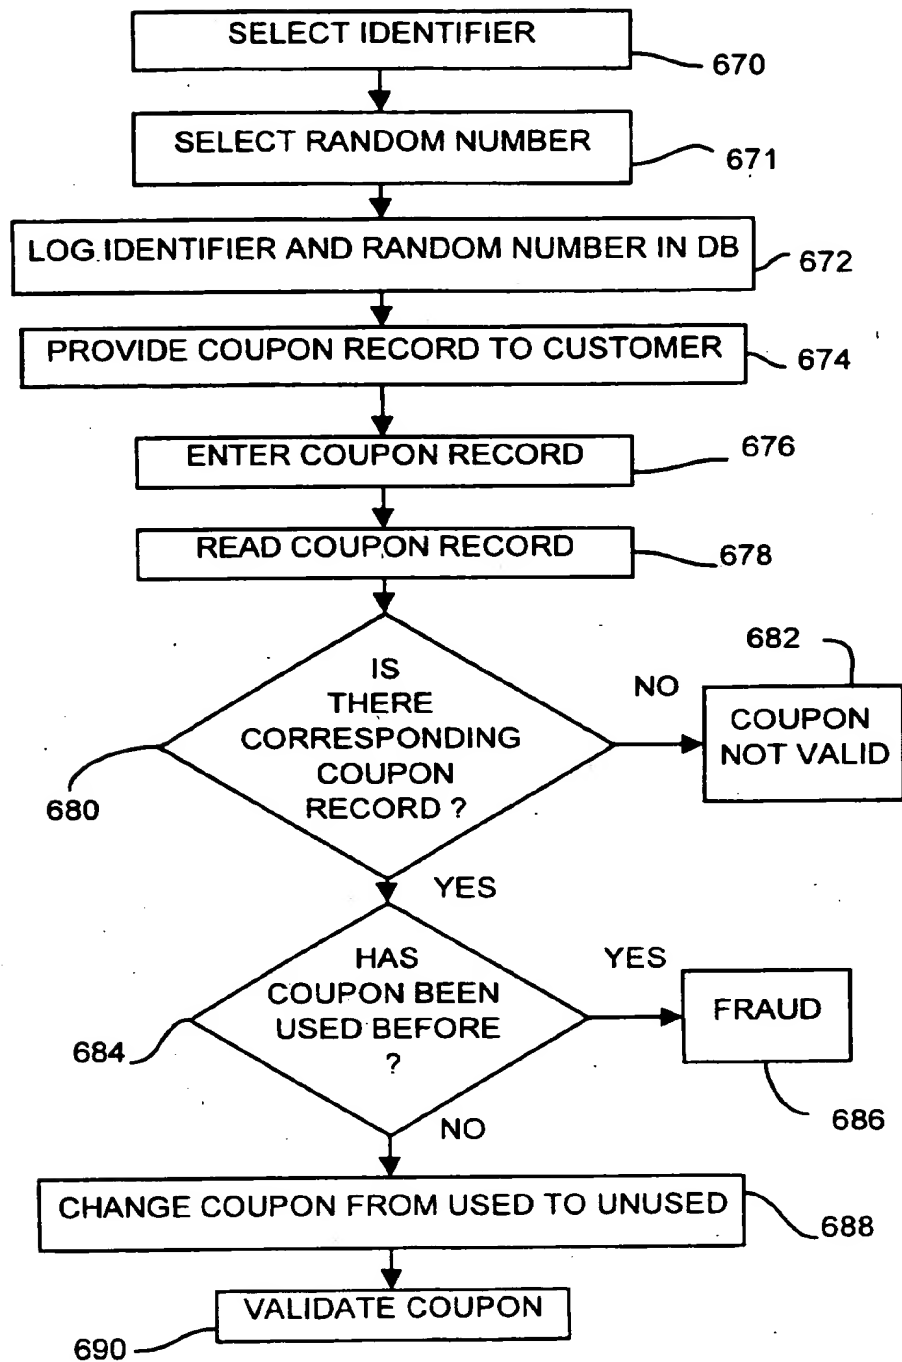 SELECT IDENTIFIER
670
SELECT RANDOM NUMBER
671
LOG IDENTIFIER AND RANDOM NUMBER IN DB
672
PROVIDE COUPON RECORD TO CUSTOMER
674
ENTER COUPON RECORD
676
READ COUPON RECORD
678
IS
THERE
CORRESPONDING
COUPON
RECORD ?
680
NO
682
COUPON
NOT VALID
YES
HAS
COUPON BEEN
USED BEFORE
?
684
YES
FRAUD
686
NO
CHANGE COUPON FROM USED TO UNUSED
688
VALIDATE COUPON
690